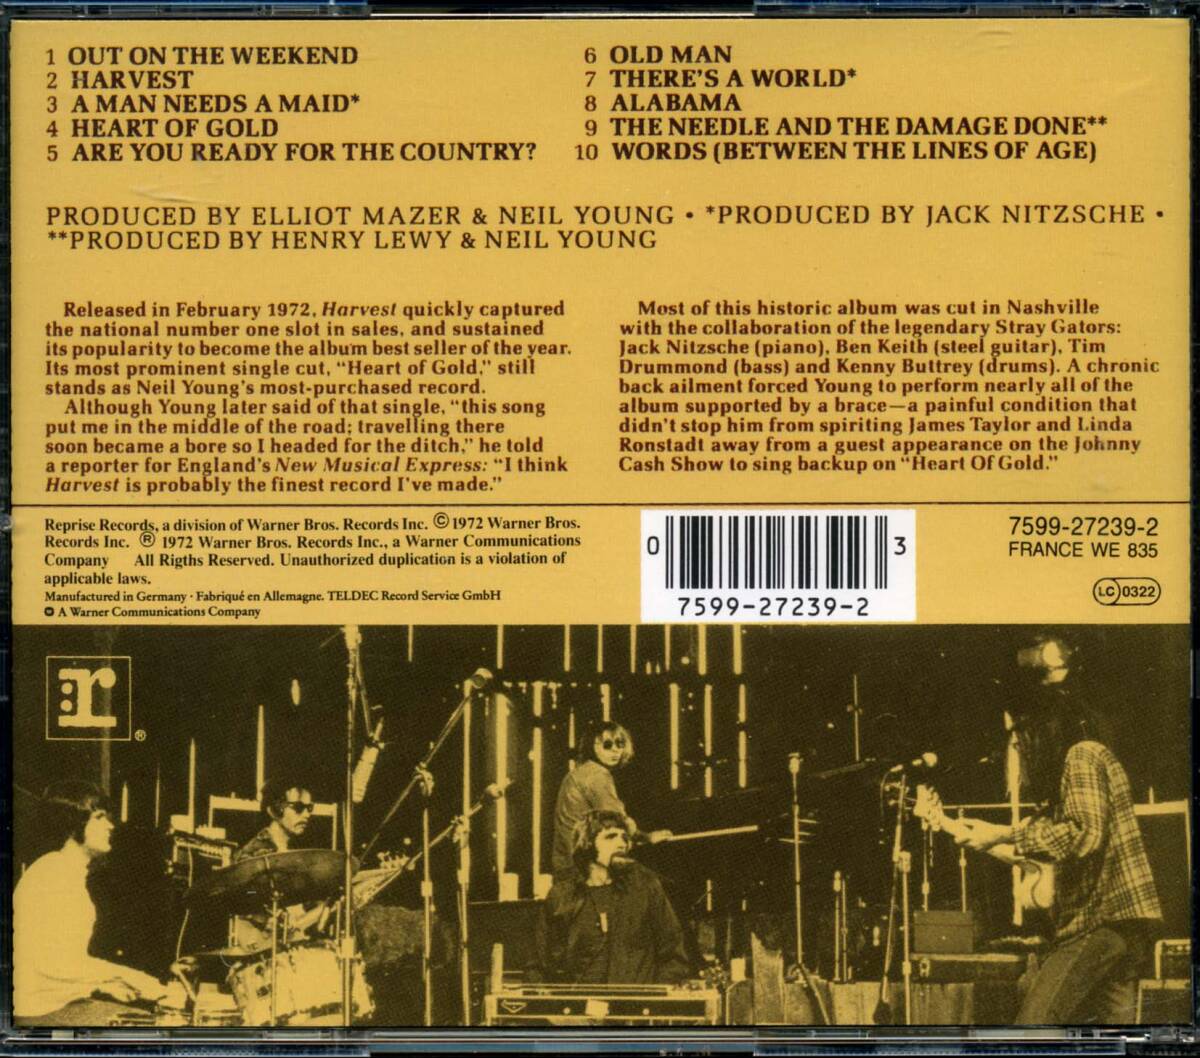 1 OUT ON THE WEEKEND
2 HARVEST
3 A MAN NEEDS A MAID*
4 HEART OF GOLD
5 ARE YOU READY FOR THE COUNTRY?
6 OLD MAN
7 THERE'S A WORLD*
8 ALABAMA
9 THE NEEDLE AND THE DAMAGE DONE**
10 WORDS (BETWEEN THE LINES OF AGE)
PRODUCED BY ELLIOT MAZER & NEIL YOUNG • *PRODUCED BY JACK NITZSCHE •
**PRODUCED BY HENRY LEWY & NEIL YOUNG
Released in February 1972, Harvest quickly captured
the national number one slot in sales, and sustained
its popularity to become the album best seller of the year.
Its most prominent single cut, "Heart of Gold," still
stands as Neil Young's most-purchased record.
Although Young later said of that single, "this song
put me in the middle of the road; travelling there
soon became a bore so I headed for the ditch," he told
a reporter for England's New Musical Express: "I think
Harvest is probably the finest record I've made."
Most of this historic album was cut in Nashville
with the collaboration of the legendary Stray Gators:
Jack Nitzsche (piano), Ben Keith (steel guitar), Tim
Drummond (bass) and Kenny Buttrey (drums). A chronic
back ailment forced Young to perform nearly all of the
album supported by a brace—a painful condition that
didn't stop him from spiriting James Taylor and Linda
Ronstadt away from a guest appearance on the Johnny
Cash Show to sing backup on "Heart Of Gold."
Reprise Records, a division of Warner Bros. Records Inc. © 1972 Warner Bros.
Records Inc. ® 1972 Warner Bros. Records Inc., a Warner Communications
Company All Rigths Reserved. Unauthorized duplication is a violation of
applicable laws.
Manufactured in Germany · Fabriqué en Allemagne. TELDEC Record Service GmbH
A Warner Communications Company
0 3
7599-27239-2
7599-27239-2
FRANCE WE 835
LC 0322
:r
®